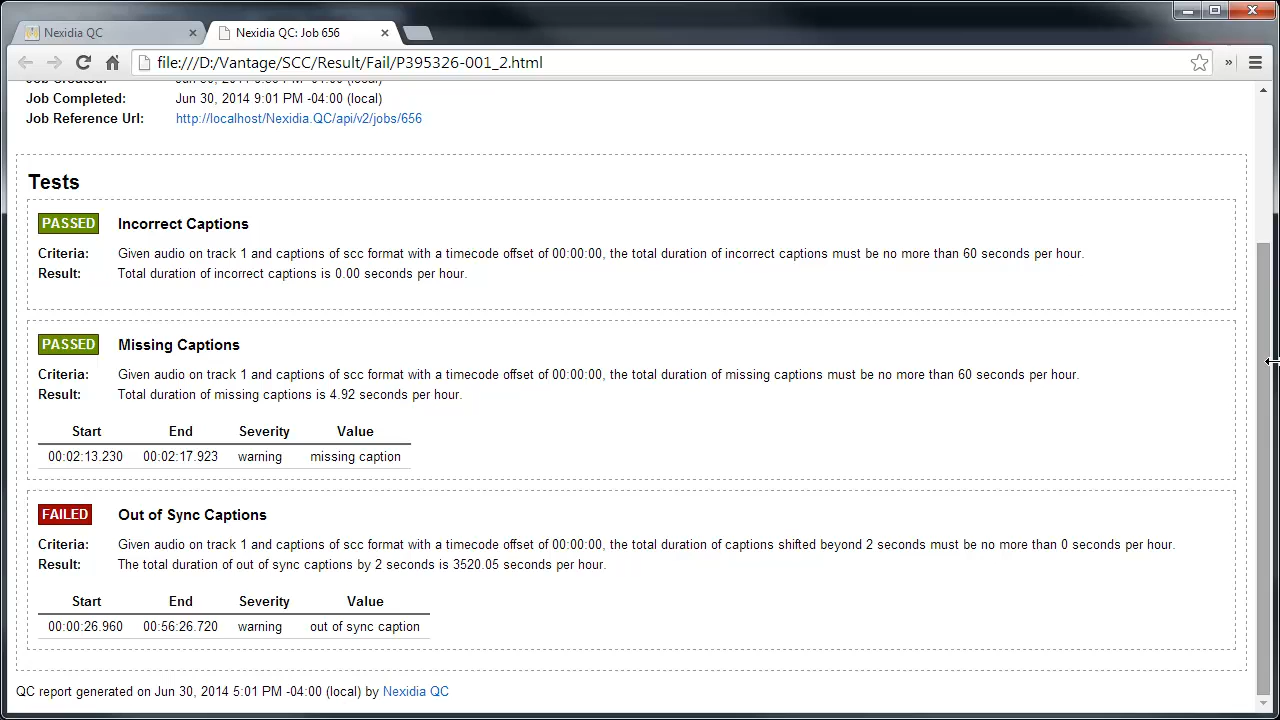 Nexidia QC
Nexidia QC: Job 656
file:///D:/Vantage/SCC/Result/Fail/P395326-001_2.html
Job Completed: Jun 30, 2014 9:01 PM -04:00 (local)
Job Reference Url: http://localhost/Nexidia.QC/api/v2/jobs/656
Tests
PASSED Incorrect Captions
Criteria: Given audio on track 1 and captions of scc format with a timecode offset of 00:00:00, the total duration of incorrect captions must be no more than 60 seconds per hour.
Result: Total duration of incorrect captions is 0.00 seconds per hour.
PASSED Missing Captions
Criteria: Given audio on track 1 and captions of scc format with a timecode offset of 00:00:00, the total duration of missing captions must be no more than 60 seconds per hour.
Result: Total duration of missing captions is 4.92 seconds per hour.
Start End Severity Value
00:02:13.230 00:02:17.923 warning missing caption
FAILED Out of Sync Captions
Criteria: Given audio on track 1 and captions of scc format with a timecode offset of 00:00:00, the total duration of captions shifted beyond 2 seconds must be no more than 0 seconds per hour.
Result: The total duration of out of sync captions by 2 seconds is 3520.05 seconds per hour.
Start End Severity Value
00:00:26.960 00:56:26.720 warning out of sync caption
QC report generated on Jun 30, 2014 5:01 PM -04:00 (local) by Nexidia QC